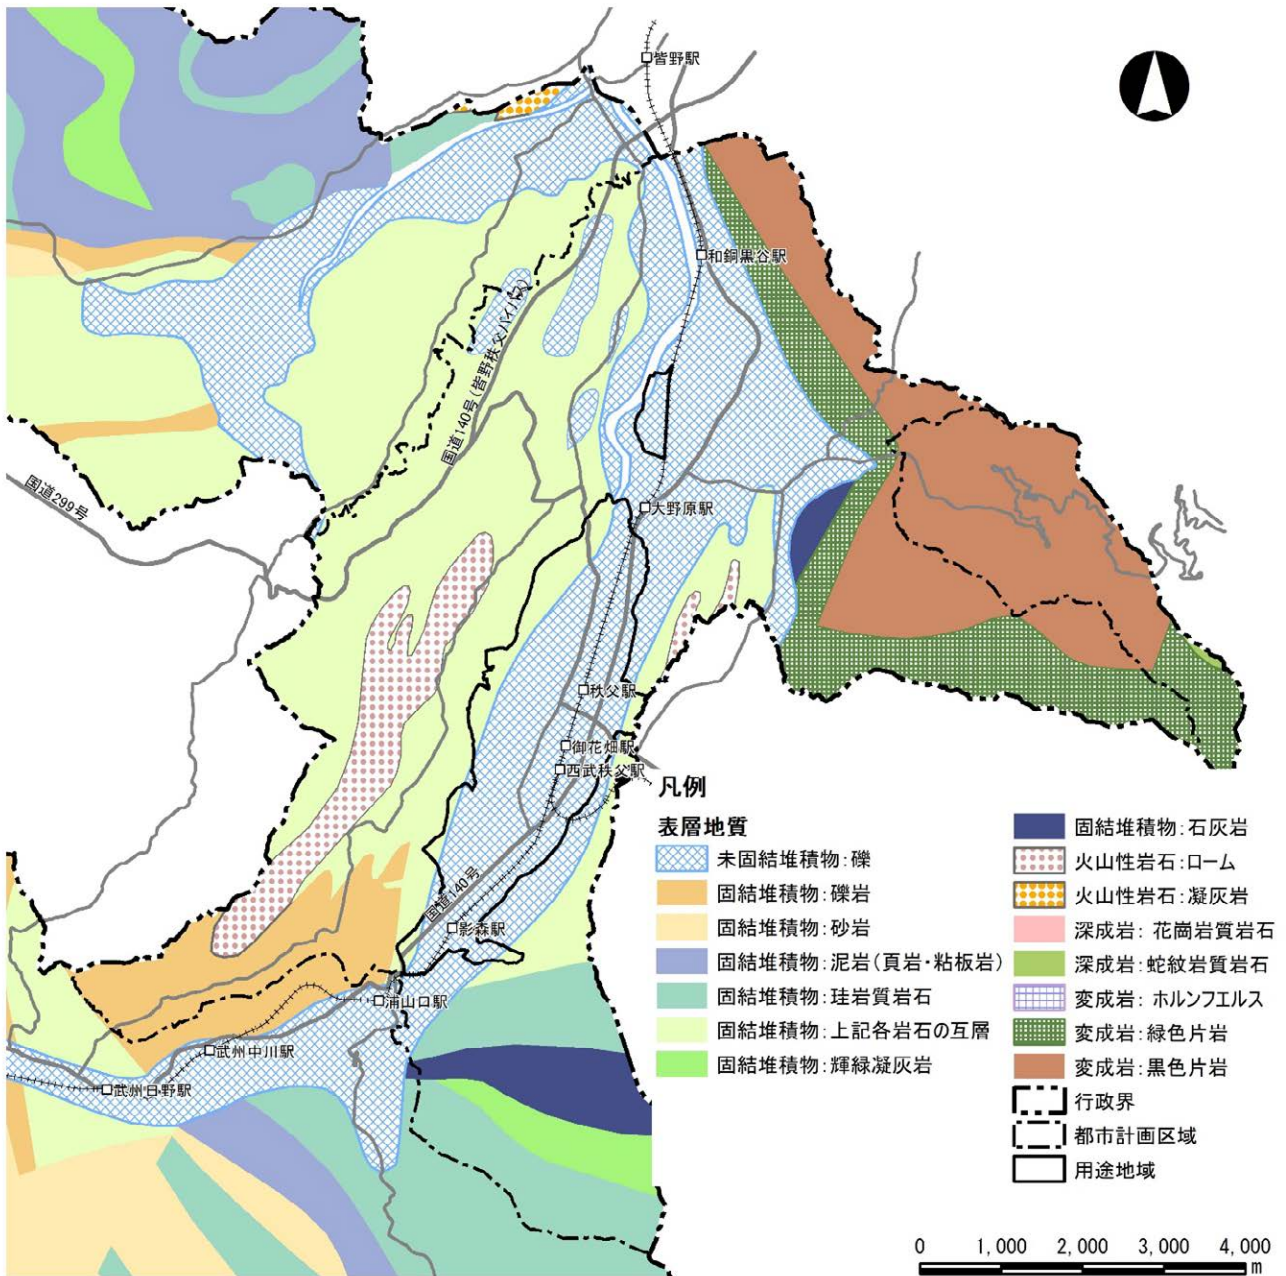 皆野駅
和銅黒谷駅
国道140号(皆野秩父バイパス)
国道299号
大野原駅
秩父駅
御花畑駅
西武秩父駅
国道140号
影森駅
浦山口駅
武州中川駅
武州日野駅
凡例
表層地質
未固結堆積物:礫
固結堆積物:礫岩
固結堆積物:砂岩
固結堆積物:泥岩(頁岩・粘板岩)
固結堆積物:珪岩質岩石
固結堆積物:上記各岩石の互層
固結堆積物:輝緑凝灰岩
固結堆積物:石灰岩
火山性岩石:ローム
火山性岩石:凝灰岩
深成岩: 花崗岩質岩石
深成岩: 蛇紋岩質岩石
変成岩: ホルンフエルス
変成岩: 緑色片岩
変成岩: 黒色片岩
行政界
都市計画区域
用途地域
0 1,000 2,000 3,000 4,000
m